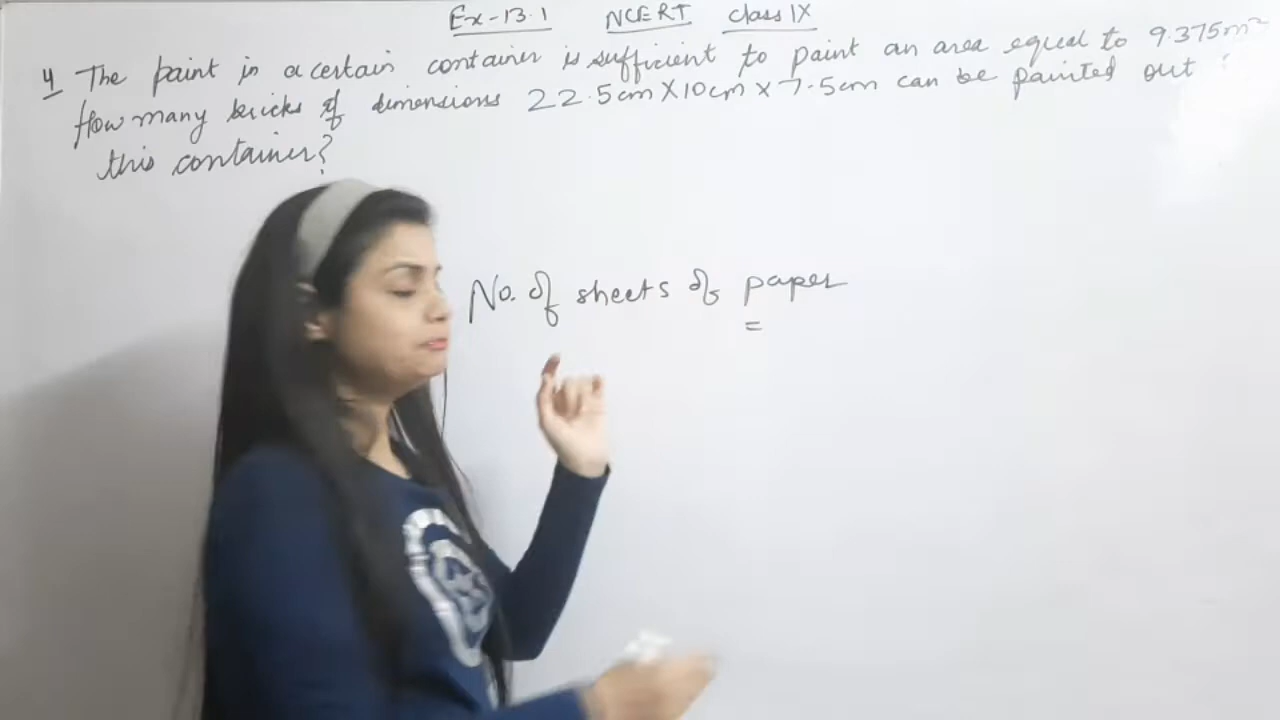 Ex-13.1 NCERT Class IX
4 The paint in a certain container is sufficient to paint an area equal to 9.375m²
How many bricks of dimensions 22.5cm X 10cm x 7.5cm can be painted out
this container?
No. of sheets of paper
=